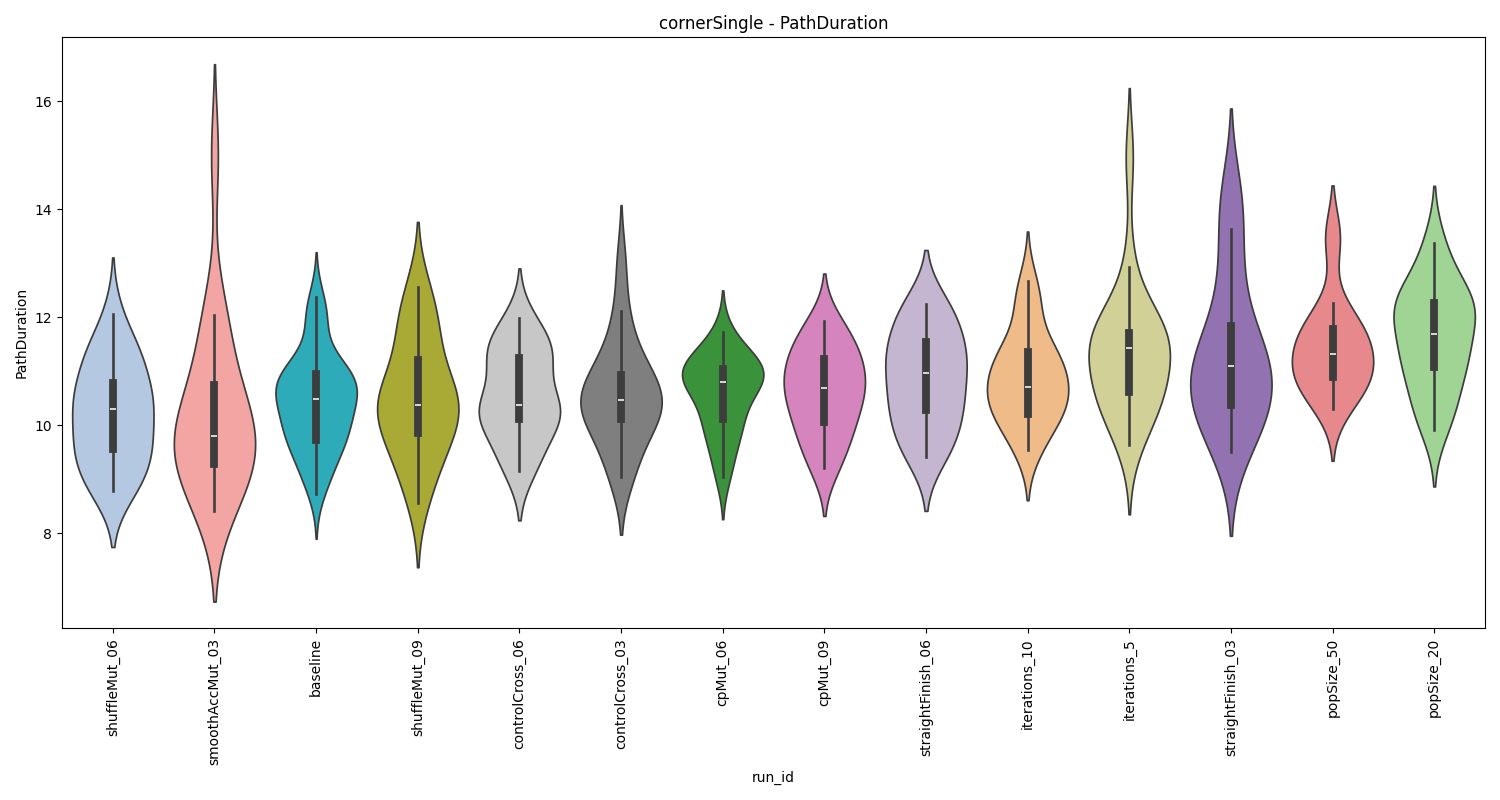 cornerSingle - PathDuration
PathDuration
16
14
12
10
8
shuffleMut_06
smoothAccMut_03
baseline
shuffleMut_09
controlCross_06
controlCross_03
cpMut_06
cpMut_09
straightFinish_06
iterations_10
iterations_5
straightFinish_03
popSize_50
popSize_20
run_id